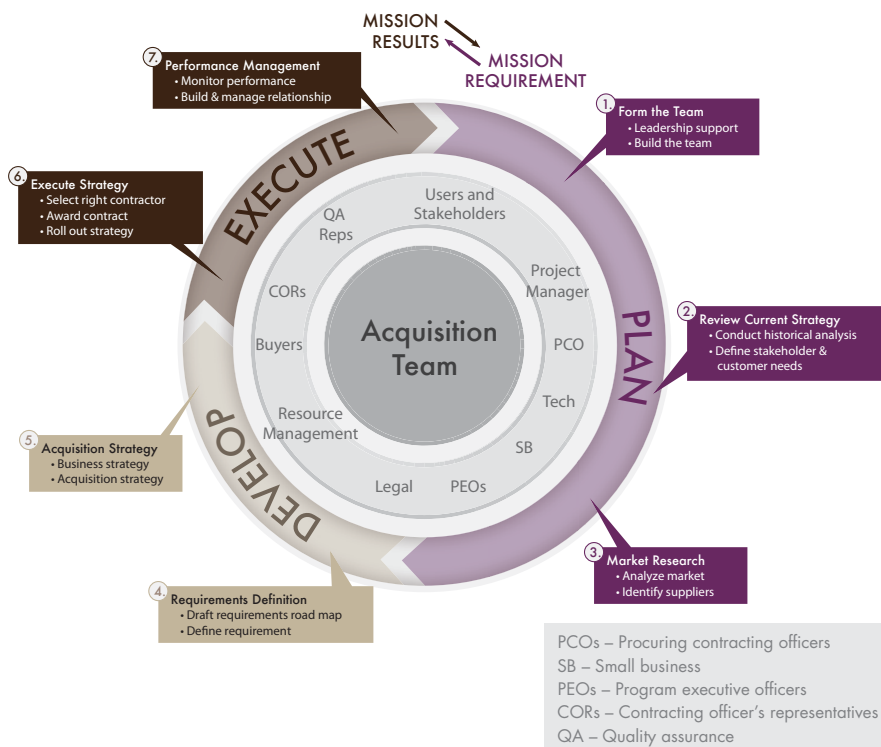 MISSION
RESULTS
MISSION
REQUIREMENT
7.
Performance Management
• Monitor performance
• Build & manage relationship
1.
Form the Team
• Leadership support
• Build the team
6.
Execute Strategy
• Select right contractor
• Award contract
• Roll out strategy
EXECUTE
QA
Reps
Users and
Stakeholders
CORs
Project
Manager
Buyers
Acquisition
Team
PCO
PLAN
2.
Review Current Strategy
• Conduct historical analysis
• Define stakeholder &
customer needs
Resource
Management
Tech
SB
Legal
PEOs
DEVELOP
5.
Acquisition Strategy
• Business strategy
• Acquisition strategy
3.
Market Research
• Analyze market
• Identify suppliers
4.
Requirements Definition
• Draft requirements road map
• Define requirement
PCOs – Procuring contracting officers
SB – Small business
PEOs – Program executive officers
CORs – Contracting officer's representatives
QA – Quality assurance